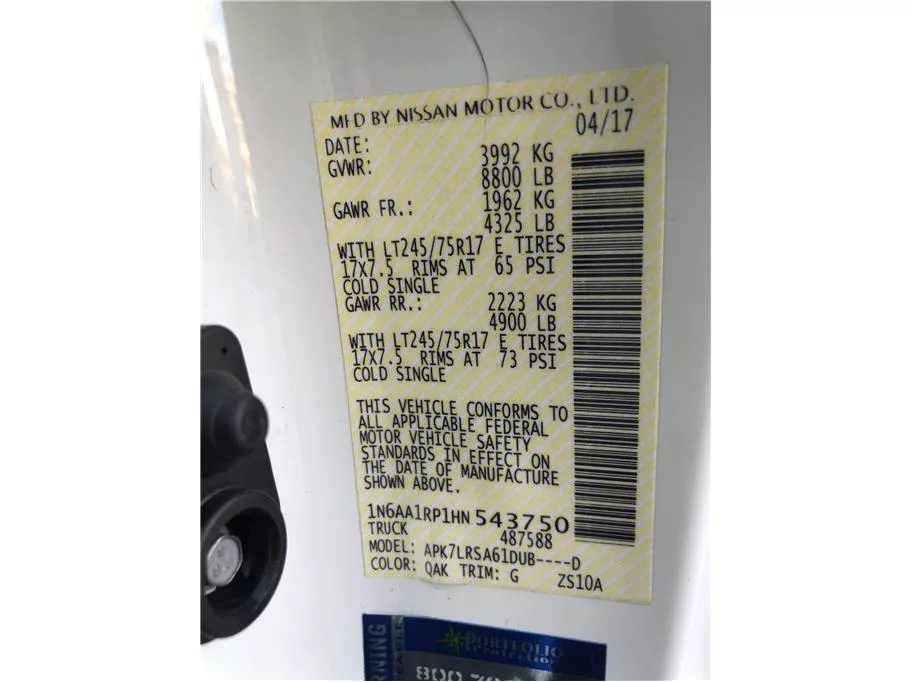 MFD BY NISSAN MOTOR CO., LTD.
DATE: 04/17
GVWR: 3992 KG
8800 LB
GAWR FR.: 1962 KG
4325 LB
WITH LT245/75R17 E TIRES
17X7.5 RIMS AT 65 PSI
COLD SINGLE
GAWR RR.: 2223 KG
4900 LB
WITH LT245/75R17 E TIRES
17X7.5 RIMS AT 73 PSI
COLD SINGLE
THIS VEHICLE CONFORMS TO
ALL APPLICABLE FEDERAL
MOTOR VEHICLE SAFETY
STANDARDS IN EFFECT ON
THE DATE OF MANUFACTURE
SHOWN ABOVE.
1N6AA1RP1HN543750
TRUCK 487588
MODEL: APK7LRSA61DUB----D
COLOR: QAK TRIM: G ZS10A
PORTFOLIO
Protection
800